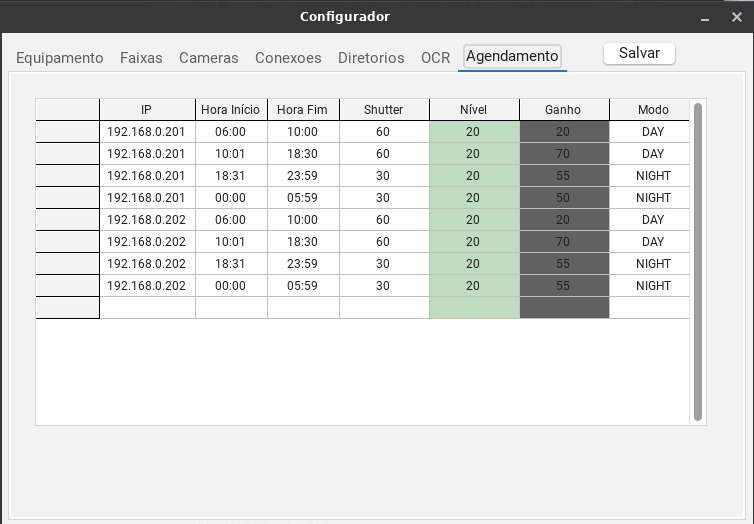 Configurador
Equipamento Faixas Cameras Conexoes Diretorios OCR Agendamento Salvar
IP Hora Início Hora Fim Shutter Nível Ganho Modo
192.168.0.201 06:00 10:00 60 20 20 DAY
192.168.0.201 10:01 18:30 60 20 70 DAY
192.168.0.201 18:31 23:59 30 20 55 NIGHT
192.168.0.201 00:00 05:59 30 20 50 NIGHT
192.168.0.202 06:00 10:00 60 20 20 DAY
192.168.0.202 10:01 18:30 60 20 70 DAY
192.168.0.202 18:31 23:59 30 20 55 NIGHT
192.168.0.202 00:00 05:59 30 20 55 NIGHT